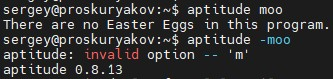 sergey@proskuryakov:~$ aptitude moo
There are no Easter Eggs in this program.
sergey@proskuryakov:~$ aptitude -moo
aptitude: invalid option -- 'm'
aptitude 0.8.13